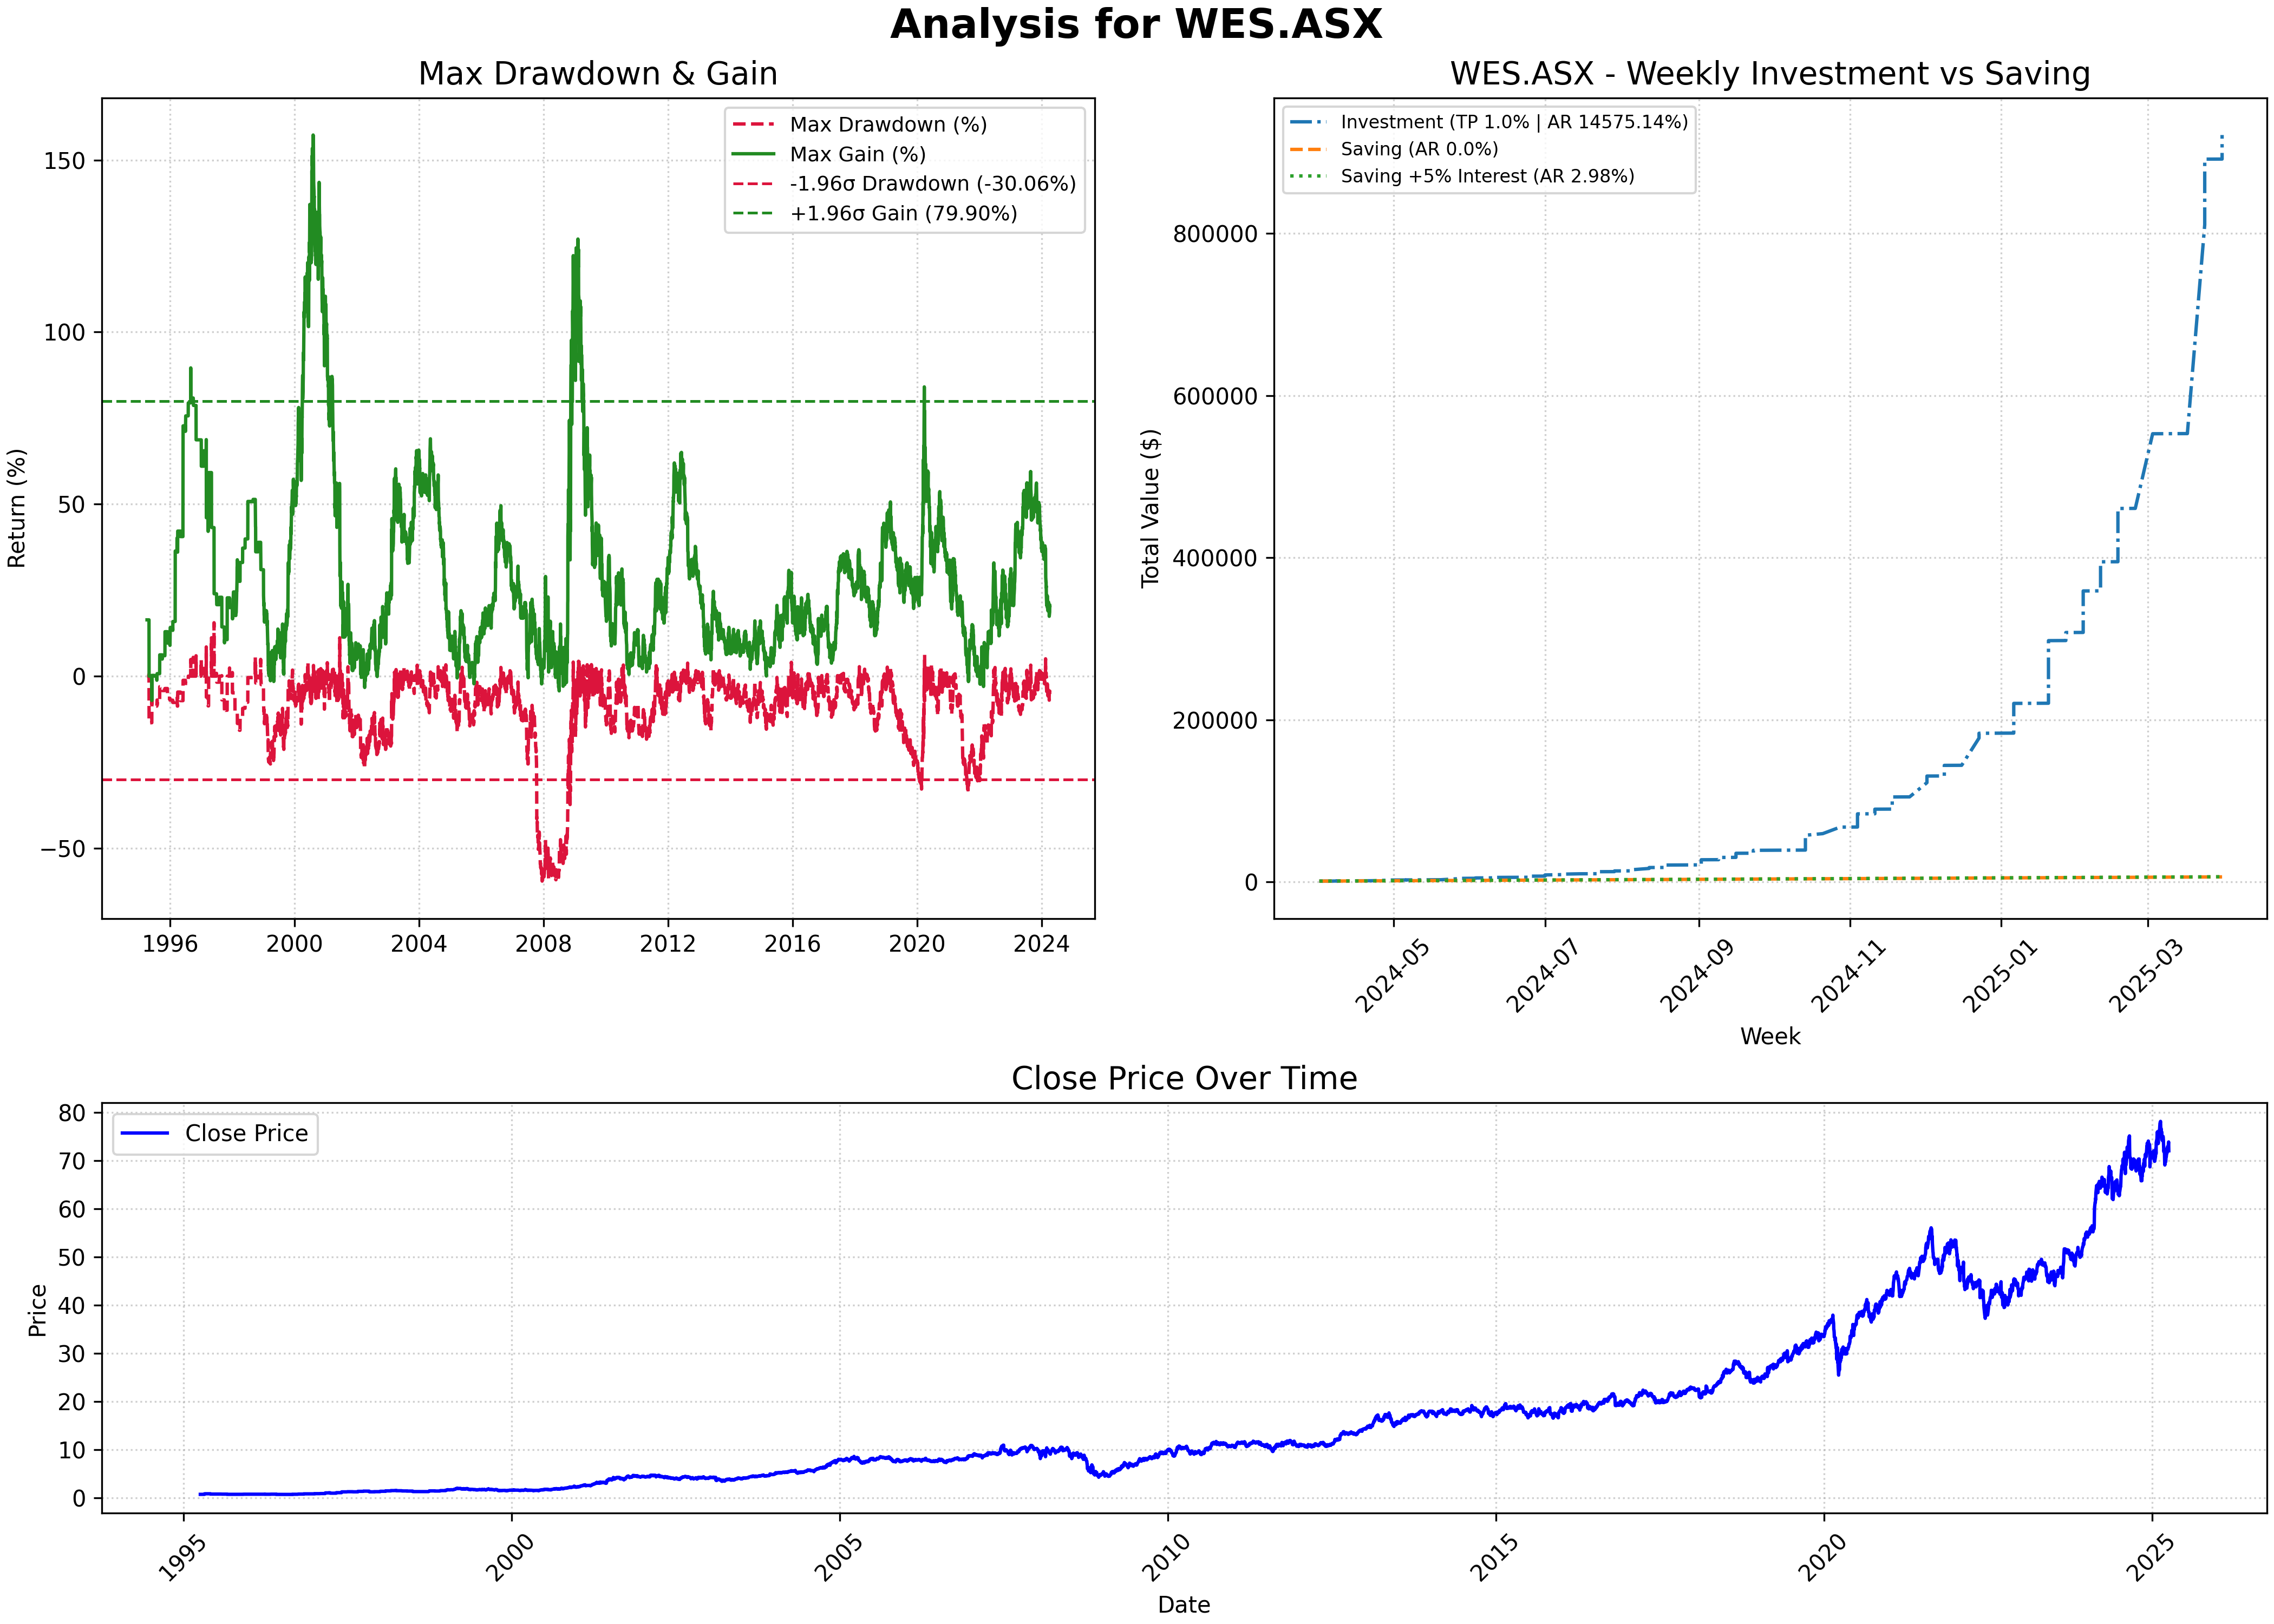 Analysis for WES.ASX
Max Drawdown & Gain
Max Drawdown (%)
Max Gain (%)
-1.96σ Drawdown (-30.06%)
+1.96σ Gain (79.90%)
Return (%)
150
100
50
0
−50
1996
2000
2004
2008
2012
2016
2020
2024
WES.ASX - Weekly Investment vs Saving
Investment (TP 1.0% | AR 14575.14%)
Saving (AR 0.0%)
Saving +5% Interest (AR 2.98%)
Total Value ($)
800000
600000
400000
200000
0
2024-05
2024-07
2024-09
2024-11
2025-01
2025-03
Week
Close Price Over Time
Close Price
Price
80
70
60
50
40
30
20
10
0
1995
2000
2005
2010
2015
2020
2025
Date